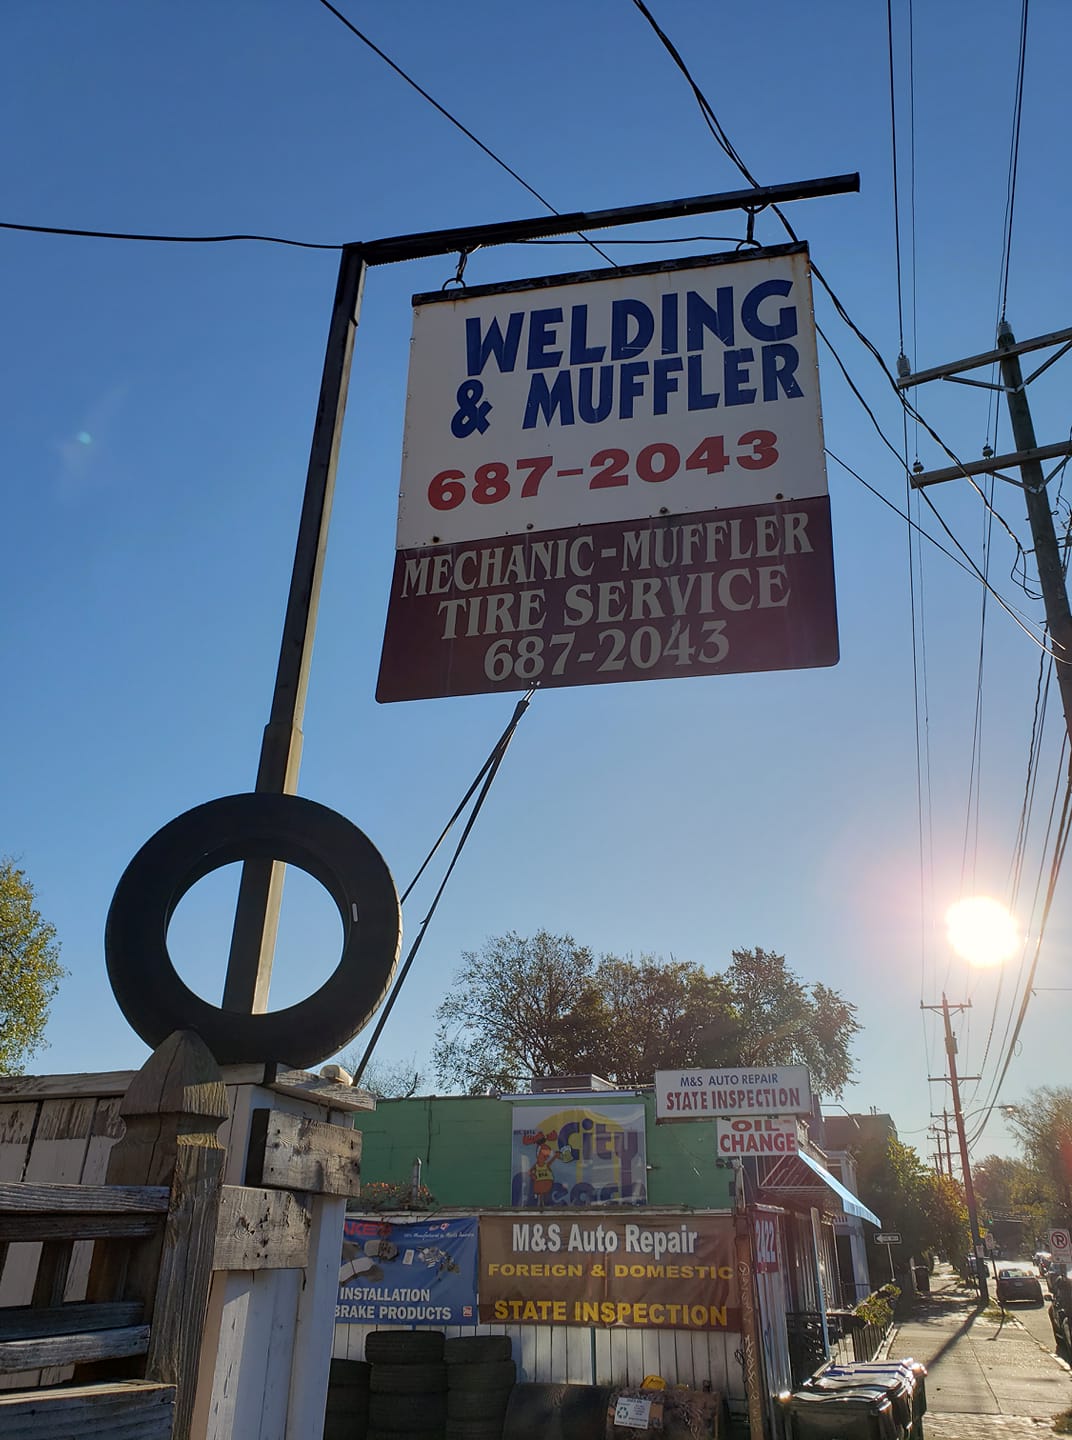 WELDING
& MUFFLER
687-2043
MECHANIC-MUFFLER
TIRE SERVICE
687-2043
M&S AUTO REPAIR
STATE INSPECTION
OIL
CHANGE
City
Beach
M&S Auto Repair
FOREIGN & DOMESTIC
STATE INSPECTION
INSTALLATION
BRAKE PRODUCTS